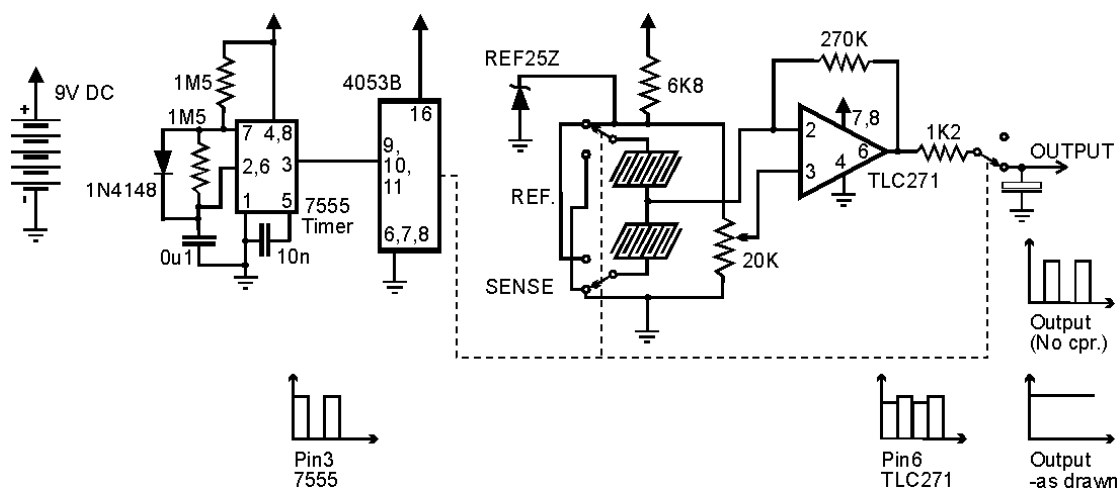 9V DC
+
-
1M5
1M5
1N4148
0u1
7
4,8
2,6
3
1
5
7555
Timer
10n
4053B
16
9,
10,
11
6,7,8
REF25Z
6K8
REF.
SENSE
20K
270K
2
3
7,8
6
4
TLC271
1K2
OUTPUT
Output
(No cpr.)
Pin3
7555
Pin6
TLC271
Output
-as drawn